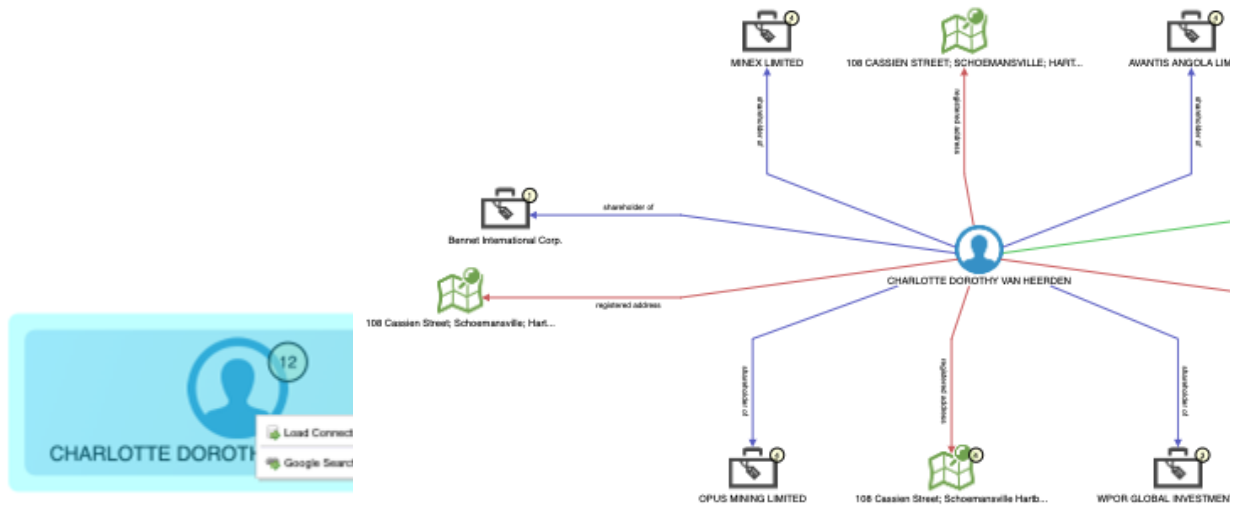 MINEX LIMITED
108 CASSIEN STREET; SCHOEMANSVILLE; HART...
AVANTIS ANGOLA LIM
shareholder of
registered address
shareholder of
shareholder of
Bennet International Corp.
CHARLOTTE DOROTHY VAN HEERDEN
registered address
108 Cassien Street; Schoemansville; Hart...
12
CHARLOTTE DOROTH
Load Connect
Google Search
shareholder of
registered address
shareholder of
OPUS MINING LIMITED
108 Cassien Street; Schoemansville Hartb...
WPOR GLOBAL INVESTMEN